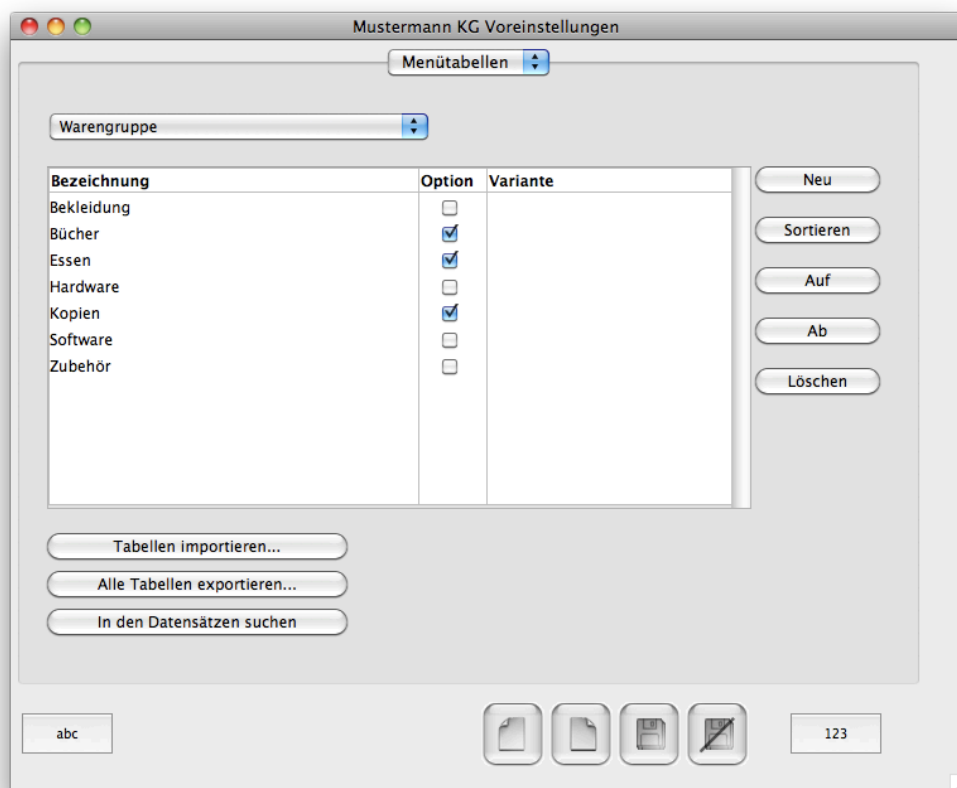 Mustermann KG Voreinstellungen
Menütabellen
Warengruppe
Bezeichnung Option Variante
Neu
Bekleidung
Bücher
Sortieren
Essen
Hardware
Auf
Kopien
Software
Ab
Zubehör
Löschen
Tabellen importieren...
Alle Tabellen exportieren...
In den Datensätzen suchen
abc
123